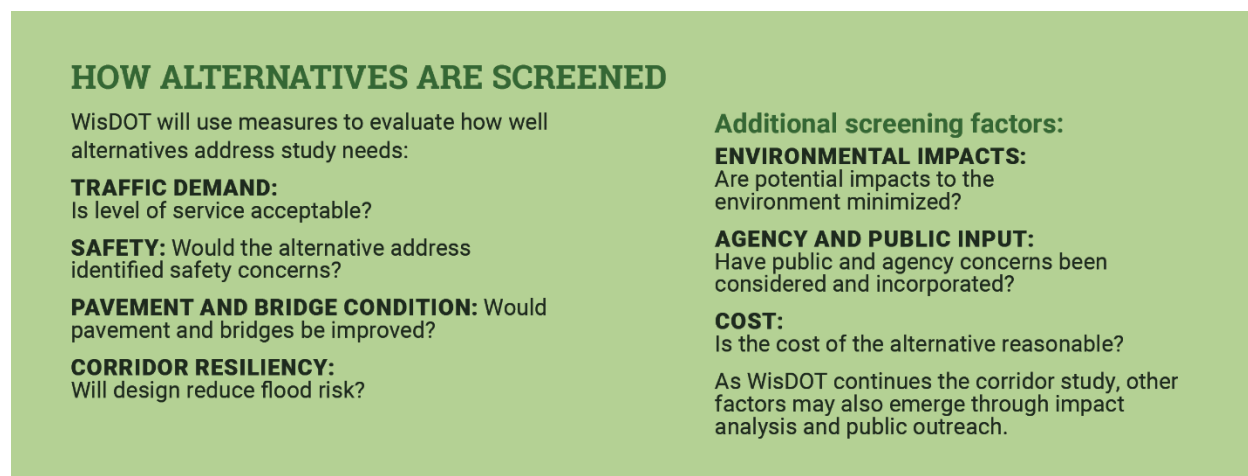 HOW ALTERNATIVES ARE SCREENED
WisDOT will use measures to evaluate how well
alternatives address study needs:
TRAFFIC DEMAND:
Is level of service acceptable?
SAFETY: Would the alternative address
identified safety concerns?
PAVEMENT AND BRIDGE CONDITION: Would
pavement and bridges be improved?
CORRIDOR RESILIENCY:
Will design reduce flood risk?
Additional screening factors:
ENVIRONMENTAL IMPACTS:
Are potential impacts to the
environment minimized?
AGENCY AND PUBLIC INPUT:
Have public and agency concerns been
considered and incorporated?
COST:
Is the cost of the alternative reasonable?
As WisDOT continues the corridor study, other
factors may also emerge through impact
analysis and public outreach.